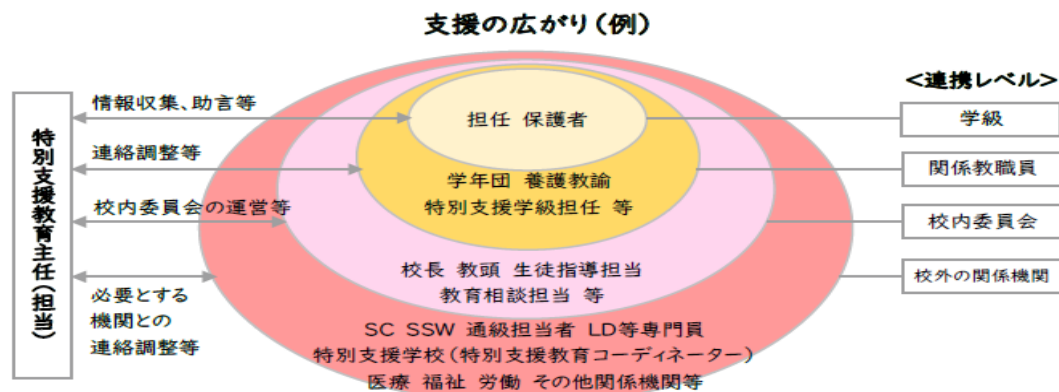 支援の広がり(例)
<連携レベル>
特別支援教育主任(担当)
情報収集、助言等
担任 保護者
学級
連絡調整等
学年団 養護教諭
特別支援学級担任 等
関係教職員
校内委員会の運営等
校長 教頭 生徒指導担当
教育相談担当 等
校内委員会
必要とする
機関との
連絡調整等
SC SSW 通級担当者 LD等専門員
特別支援学校(特別支援教育コーディネーター)
医療 福祉 労働 その他関係機関等
校外の関係機関